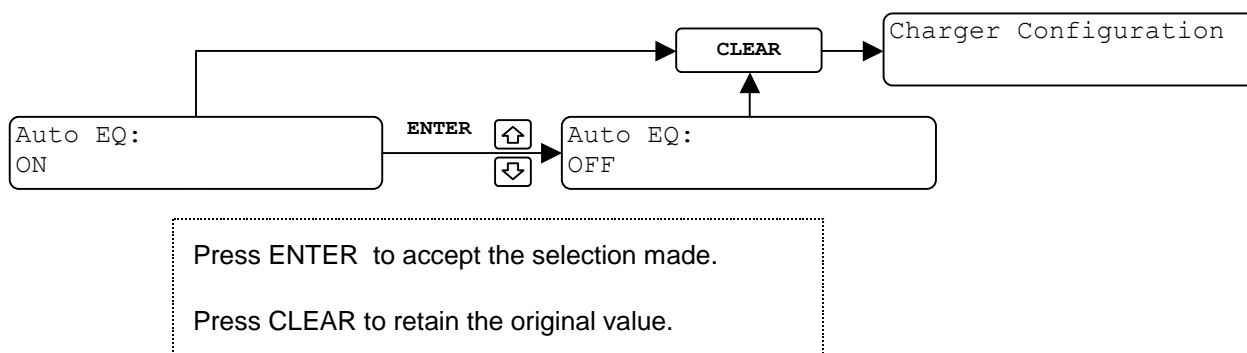 CLEAR
Charger Configuration
Auto EQ:
ON
ENTER
Auto EQ:
OFF
Press ENTER  to accept the selection made.
Press CLEAR to retain the original value.